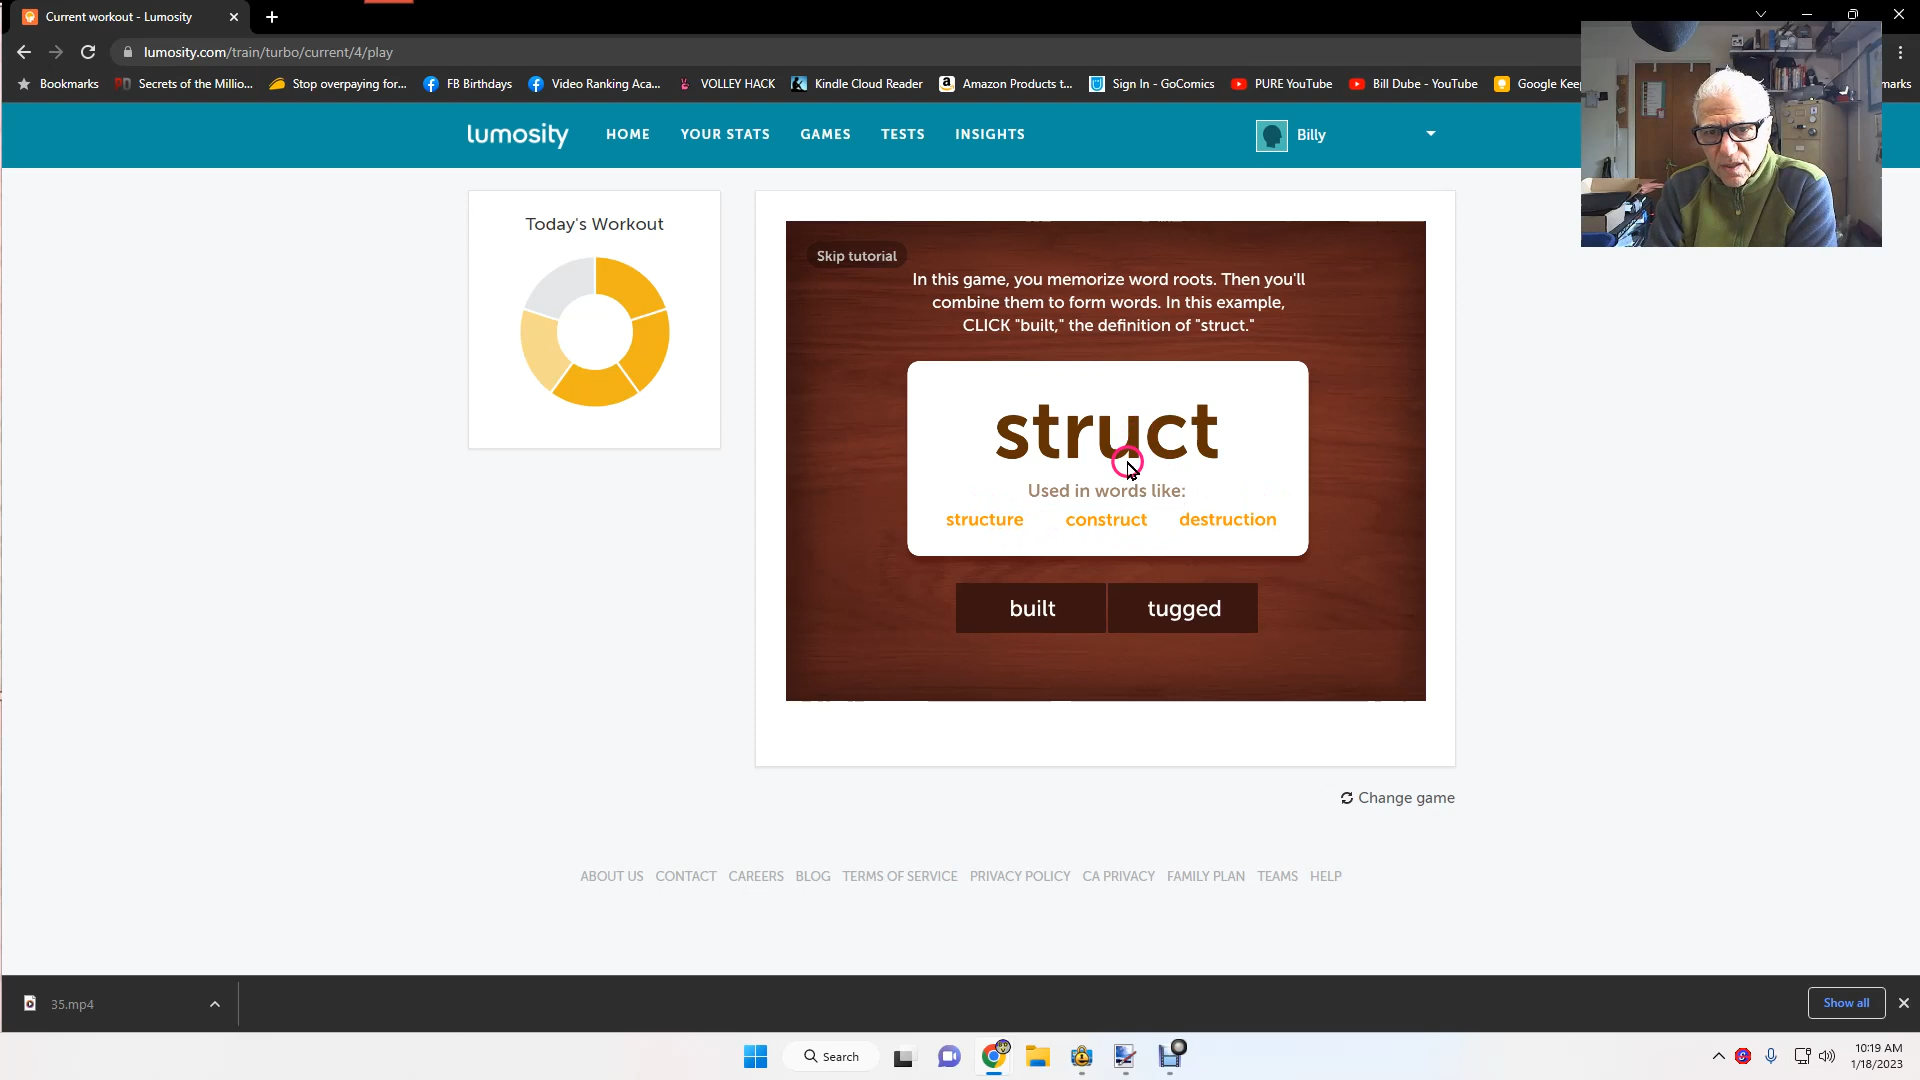 Current workout - Lumosity
lumosity.com/train/turbo/current/4/play
Bookmarks
Secrets of the Millio...
Stop overpaying for...
FB Birthdays
Video Ranking Aca...
VOLLEY HACK
Kindle Cloud Reader
Amazon Products t...
Sign In - GoComics
PURE YouTube
Bill Dube - YouTube
Google Keep
marks
lumosity
HOME
YOUR STATS
GAMES
TESTS
INSIGHTS
Billy
Today's Workout
Skip tutorial
In this game, you memorize word roots. Then you'll
combine them to form words. In this example,
CLICK "built," the definition of "struct."
struct
Used in words like:
structure construct destruction
built tugged
Change game
ABOUT US CONTACT CAREERS BLOG TERMS OF SERVICE PRIVACY POLICY CA PRIVACY FAMILY PLAN TEAMS HELP
35.mp4
Show all
Search
10:19 AM
1/18/2023